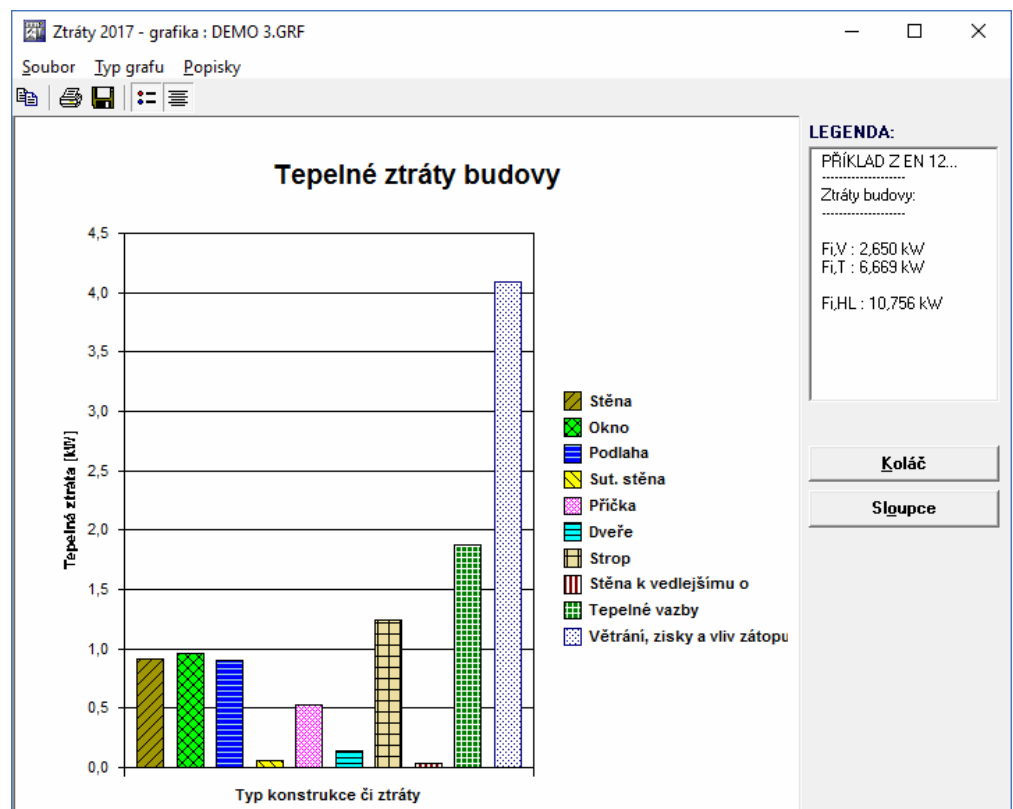 Ztráty 2017 - grafika : DEMO 3.GRF
Soubor Typ grafu Popisky
LEGENDA:
PŘÍKLAD Z EN 12...
--------------------
Ztráty budovy:
--------------------
Fi,V : 2,650 kW
Fi,T : 6,669 kW
Fi,HL : 10,756 kW
Koláč
Sloupce
Tepelné ztráty budovy
Tepelná ztráta [kW]
4,5
4,0
3,5
3,0
2,5
2,0
1,5
1,0
0,5
0,0
Typ konstrukce či ztráty
Stěna
Okno
Podlaha
Sut. stěna
Příčka
Dveře
Strop
Stěna k vedlejšímu o
Tepelné vazby
Větrání, zisky a vliv zátopu